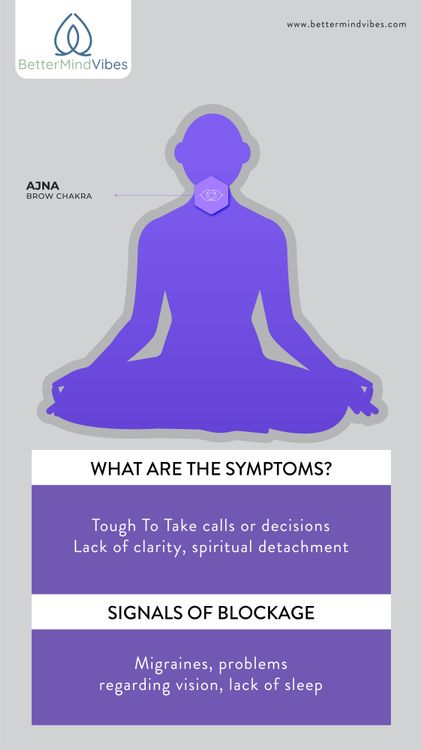 www.bettermindvibes.com
BetterMindVibes
AJNA
BROW CHAKRA
WHAT ARE THE SYMPTOMS?
Tough To Take calls or decisions
Lack of clarity, spiritual detachment
SIGNALS OF BLOCKAGE
Migraines, problems
regarding vision, lack of sleep